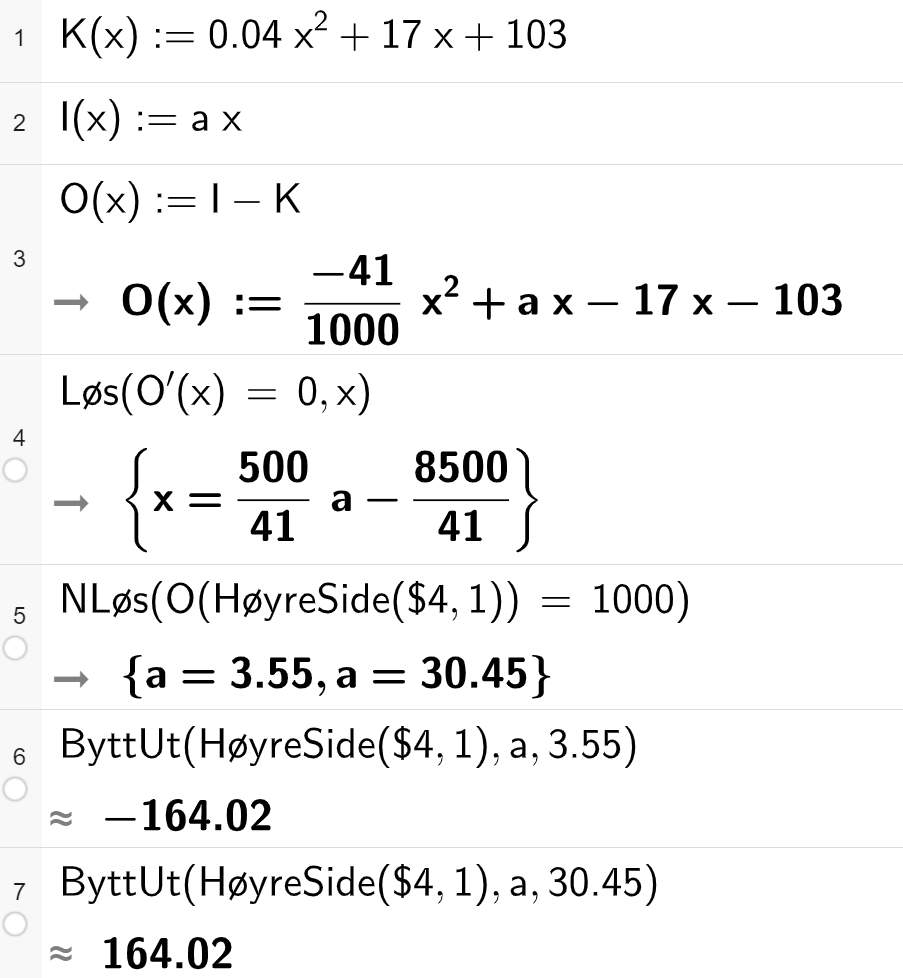 1 K(x) := 0.04 x² + 17 x + 103
2 I(x) := a x
3 O(x) := I – K
→ O(x) := −41/1000 x² + a x − 17 x − 103
4 Løs(O′(x) = 0, x)
→ {x = 500/41 a − 8500/41}
5 NLøs(O(HøyreSide($4, 1)) = 1000)
→ {a = 3.55, a = 30.45}
6 ByttUt(HøyreSide($4, 1), a, 3.55)
≈ −164.02
7 ByttUt(HøyreSide($4, 1), a, 30.45)
≈ 164.02